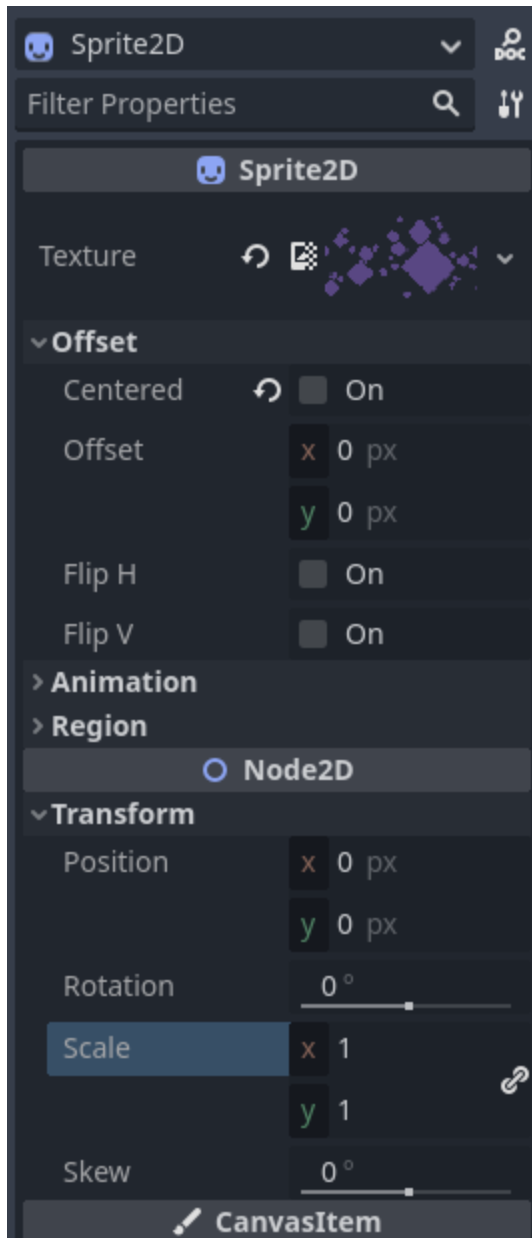 Sprite2D
DOC
Filter Properties
Sprite2D
Texture
Offset
Centered On
Offset x 0 px
y 0 px
Flip H On
Flip V On
Animation
Region
Node2D
Transform
Position x 0 px
y 0 px
Rotation 0 °
Scale x 1
y 1
Skew 0 °
CanvasItem